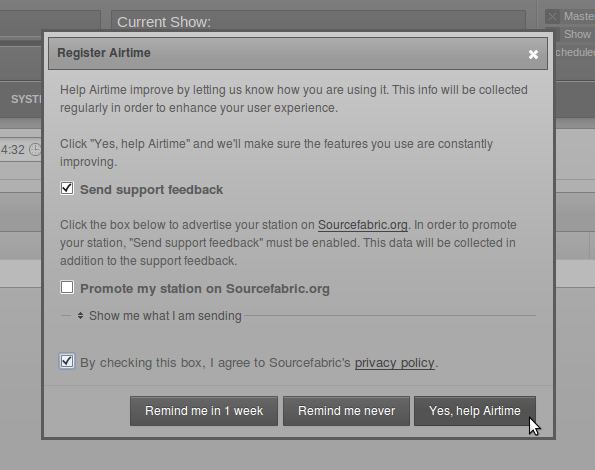 Current Show:
Master
Show
cheduled
Register Airtime
Help Airtime improve by letting us know how you are using it. This info will be collected
regularly in order to enhance your user experience.
SYSTE
Click "Yes, help Airtime" and we'll make sure the features you use are constantly
improving.
4:32
Send support feedback
Click the box below to advertise your station on Sourcefabric.org. In order to promote
your station, "Send support feedback" must be enabled. This data will be collected in
addition to the support feedback.
Promote my station on Sourcefabric.org
Show me what I am sending
By checking this box, I agree to Sourcefabric's privacy policy.
Remind me in 1 week
Remind me never
Yes, help Airtime